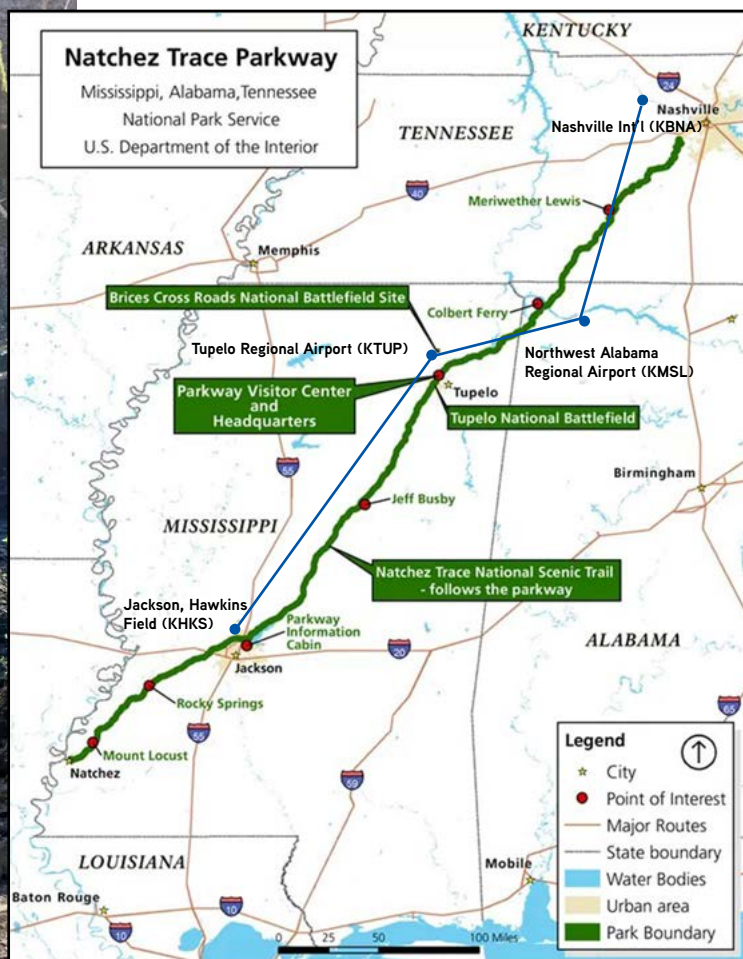 Natchez Trace Parkway
Mississippi, Alabama,Tennessee
National Park Service
U.S. Department of the Interior
KENTUCKY
24
Nashville
Nashville Int'l (KBNA)
TENNESSEE
40
Meriwether Lewis
ARKANSAS
Memphis
Brices Cross Roads National Battlefield Site
Colbert Ferry
Tupelo Regional Airport (KTUP)
Northwest Alabama
Regional Airport (KMSL)
Parkway Visitor Center
and
Headquarters
Tupelo
Tupelo National Battlefield
55
Birmingham
Jeff Busby
MISSISSIPPI
Natchez Trace National Scenic Trail
- follows the parkway
Jackson, Hawkins
Field (KHKS)
Parkway
Information
Cabin
ALABAMA
20
Jackson
Rocky Springs
65
55
Mount Locust
Natchez
59
Legend
City
Point of Interest
Major Routes
State boundary
Water Bodies
Urban area
Park Boundary
LOUISIANA
Mobile
Baton Rouge
10
10
0 25 50 100 Miles